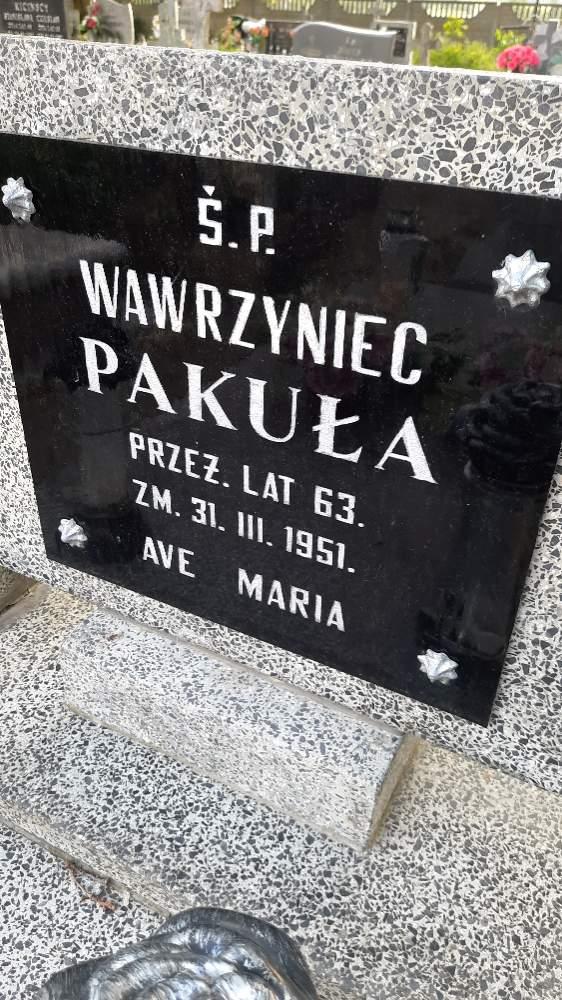 Ś. P.
WAWRZYNIEC
PAKUŁA
PRZEŻ. LAT 63.
ZM. 31. III. 1951.
AVE MARIA